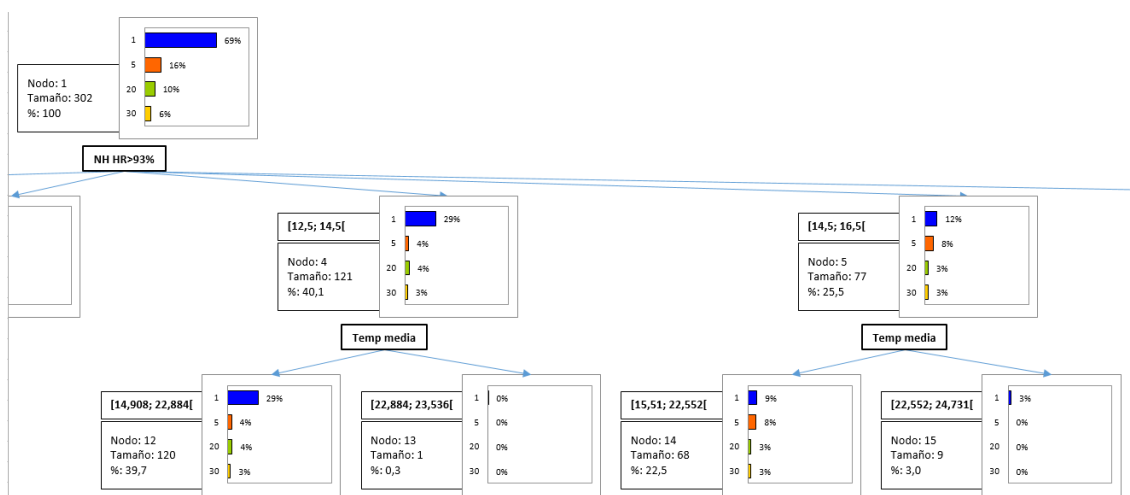 1 69%
5 16%
20 10%
30 6%
Nodo: 1
Tamaño: 302
%: 100
NH HR>93%
[12,5; 14,5[
1 29%
5 4%
20 4%
30 3%
Nodo: 4
Tamaño: 121
%: 40,1
[14,5; 16,5[
1 12%
5 8%
20 3%
30 3%
Nodo: 5
Tamaño: 77
%: 25,5
Temp media
Temp media
[14,908; 22,884[
1 29%
5 4%
20 4%
30 3%
Nodo: 12
Tamaño: 120
%: 39,7
[22,884; 23,536[
1 0%
5 0%
20 0%
30 0%
Nodo: 13
Tamaño: 1
%: 0,3
[15,51; 22,552[
1 9%
5 8%
20 3%
30 3%
Nodo: 14
Tamaño: 68
%: 22,5
[22,552; 24,731[
1 3%
5 0%
20 0%
30 0%
Nodo: 15
Tamaño: 9
%: 3,0